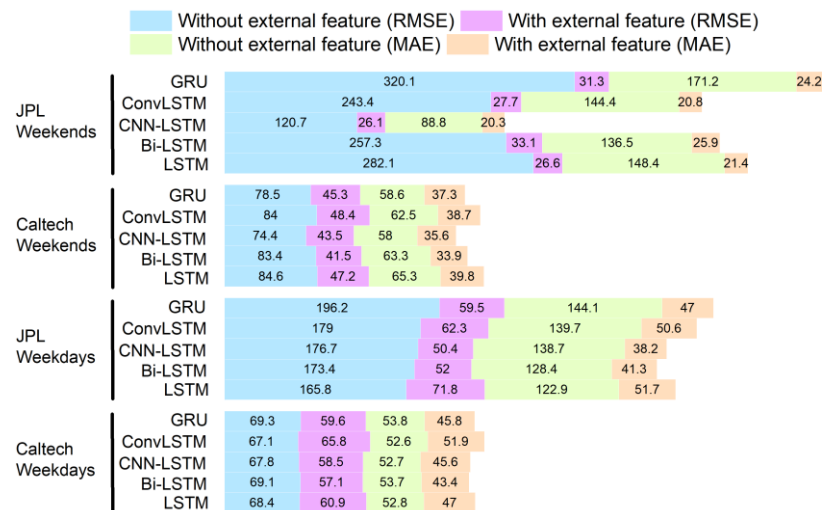 Without external feature (RMSE) With external feature (RMSE)
Without external feature (MAE) With external feature (MAE)
JPL
Weekends
GRU 320.1 31.3 171.2 24.2
ConvLSTM 243.4 27.7 144.4 20.8
CNN-LSTM 120.7 26.1 88.8 20.3
Bi-LSTM 257.3 33.1 136.5 25.9
LSTM 282.1 26.6 148.4 21.4
Caltech
Weekends
GRU 78.5 45.3 58.6 37.3
ConvLSTM 84 48.4 62.5 38.7
CNN-LSTM 74.4 43.5 58 35.6
Bi-LSTM 83.4 41.5 63.3 33.9
LSTM 84.6 47.2 65.3 39.8
JPL
Weekdays
GRU 196.2 59.5 144.1 47
ConvLSTM 179 62.3 139.7 50.6
CNN-LSTM 176.7 50.4 138.7 38.2
Bi-LSTM 173.4 52 128.4 41.3
LSTM 165.8 71.8 122.9 51.7
Caltech
Weekdays
GRU 69.3 59.6 53.8 45.8
ConvLSTM 67.1 65.8 52.6 51.9
CNN-LSTM 67.8 58.5 52.7 45.6
Bi-LSTM 69.1 57.1 53.7 43.4
LSTM 68.4 60.9 52.8 47